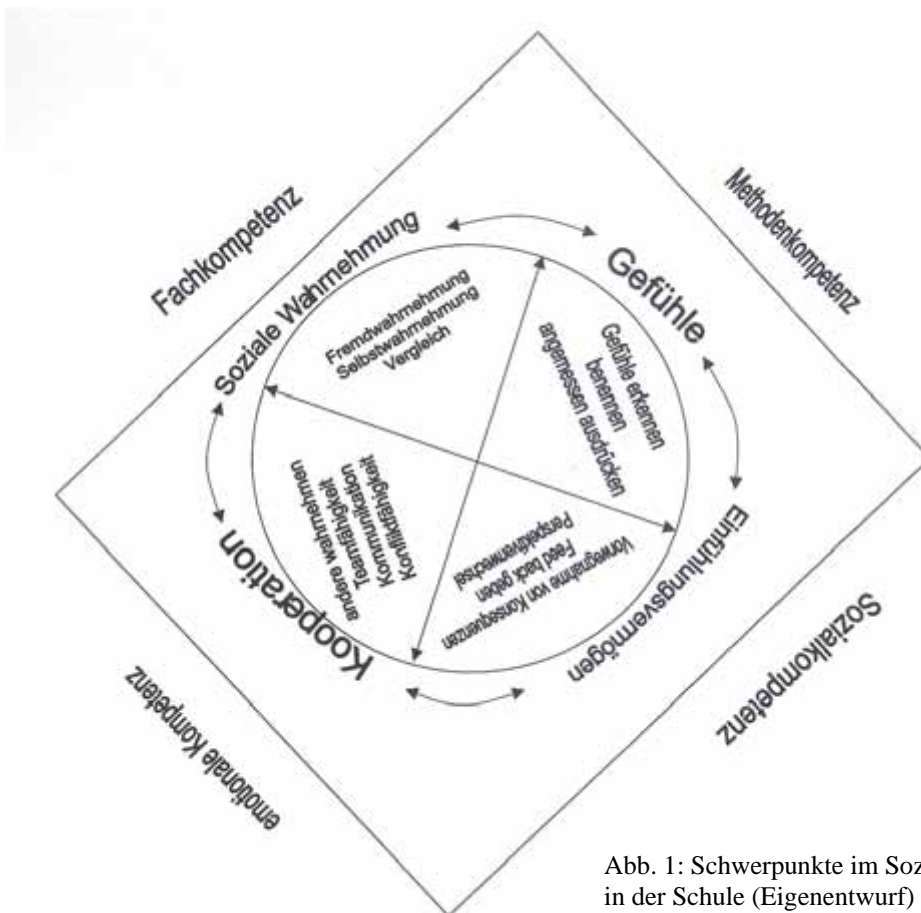 Fachkompetenz
Methodenkompetenz
Soziale Wahrnehmung
Gefühle
Fremdwahrnehmung
Selbstwahrnehmung
Vergleich
Gefühle erkennen
benennen
angemessen ausdrücken
andere wahrnehmen
Teamfähigkeit
Kommunikation
Konfliktfähigkeit
Vorwegnahme von Konsequenzen
Feed back geben
Perspektivenwechsel
Kooperation
Einfühlungsvermögen
emotionale Kompetenz
Sozialkompetenz
Abb. 1: Schwerpunkte im Soz
in der Schule (Eigenentwurf)